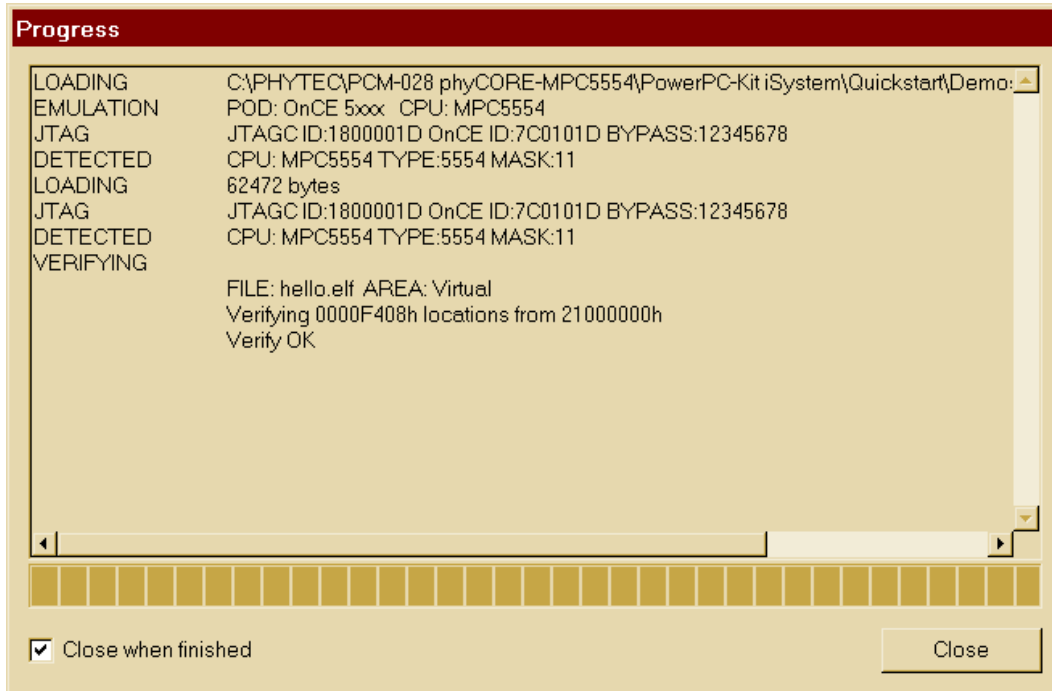 Progress
LOADING C:\PHYTEC\PCM-028 phyCORE-MPC5554\PowerPC-Kit iSystem\Quickstart\Demo
EMULATION POD: OnCE 5xxx CPU: MPC5554
JTAG JTAGC ID:1800001D OnCE ID:7C0101D BYPASS:12345678
DETECTED CPU: MPC5554 TYPE:5554 MASK:11
LOADING 62472 bytes
JTAG JTAGC ID:1800001D OnCE ID:7C0101D BYPASS:12345678
DETECTED CPU: MPC5554 TYPE:5554 MASK:11
VERIFYING
FILE: hello.elf AREA: Virtual
Verifying 0000F408h locations from 21000000h
Verify OK
Close when finished
Close